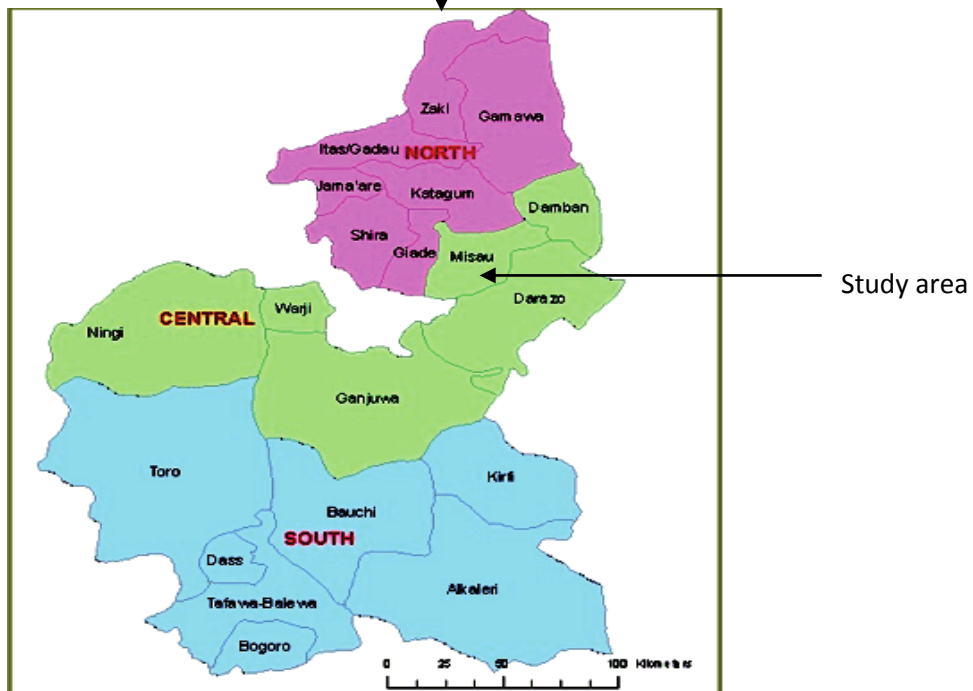 Zaki
Gamawa
Itas/Gadau NORTH
Jama'are
Katagum
Damban
Shira
Giade
Misau
Study area
Darazo
Warji
CENTRAL
Ningi
Ganjuwa
Toro
Kirfi
Bauchi
SOUTH
Dass
Alkaleri
Tafawa-Balewa
Bogoro
0 25 50 100 Kilometers